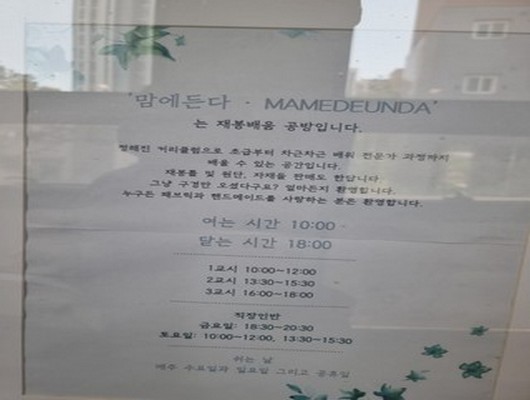 '맘에든다 · MAMEDEUNDA'
는 재봉배움 공방입니다.
정해진 커리큘럼으로 초급부터 차근차근 배워 전문가 과정까지
배울 수 있는 공간입니다.
재봉틀 및 원단, 자재들 판매도 한답니다.
그냥 구경만 오셨다구요? 얼마든지 환영합니다.
누구든 패브릭과 핸드메이드를 사랑하는 분은 환영합니다.
여는 시간 10:00
닫는 시간 18:00
1교시 10:00~12:00
2교시 13:30~15:30
3교시 16:00~18:00
직장인반
금요일: 18:30~20:30
토요일: 10:00~12:00, 13:30~15:30
쉬는 날
매주 수요일과 일요일 그리고 공휴일